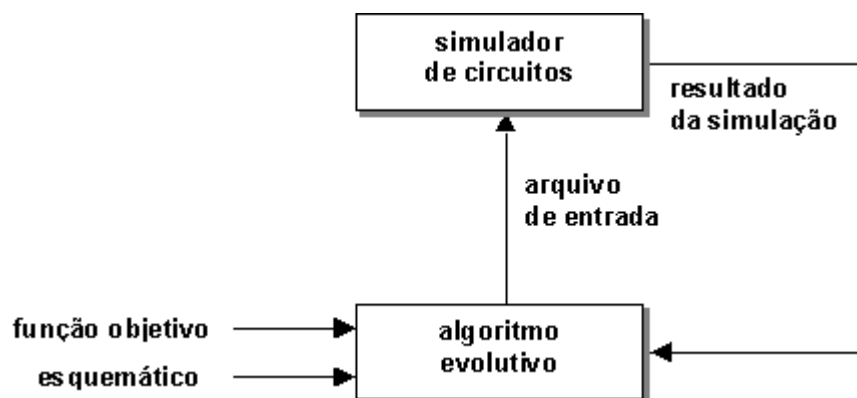 simulador
de circuitos
resultado
da simulação
arquivo
de entrada
função objetivo
esquemático
algoritmo
evolutivo